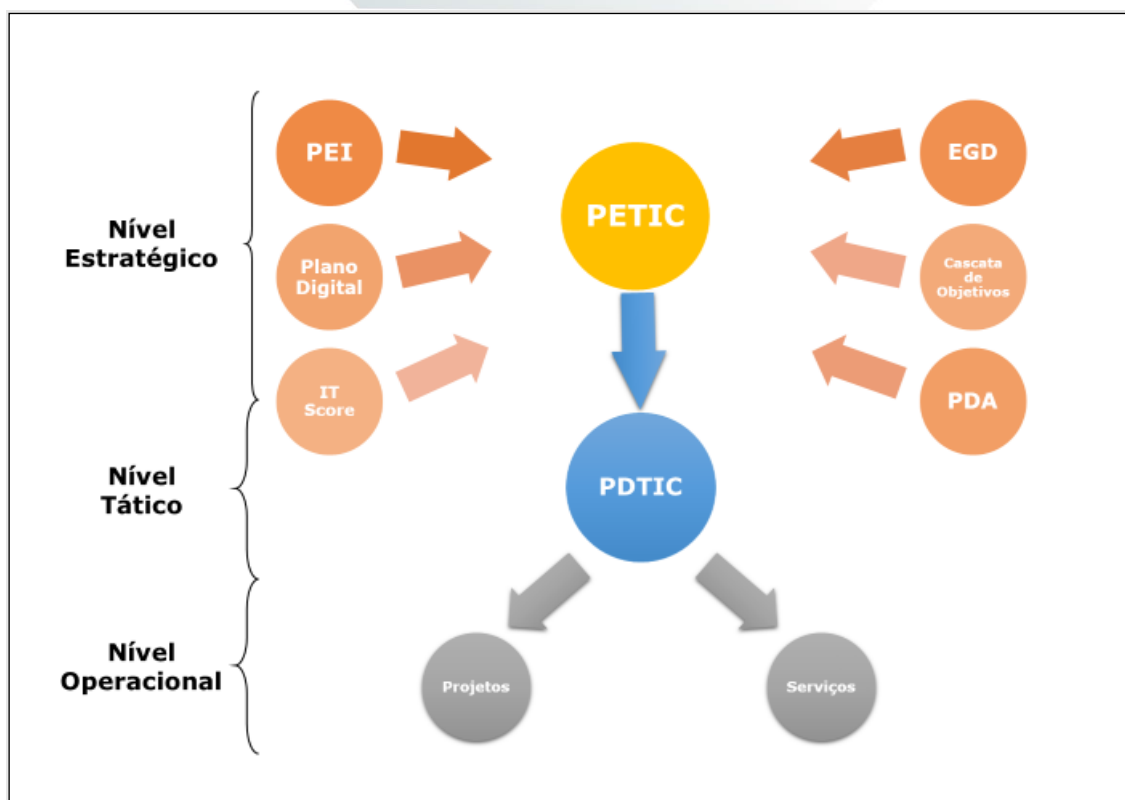 PEI
EGD
PETIC
Nível
Estratégico
Plano
Digital
Cascata
de
Objetivos
IT
Score
PDA
Nível
Tático
PDTIC
Nível
Operacional
Projetos
Serviços